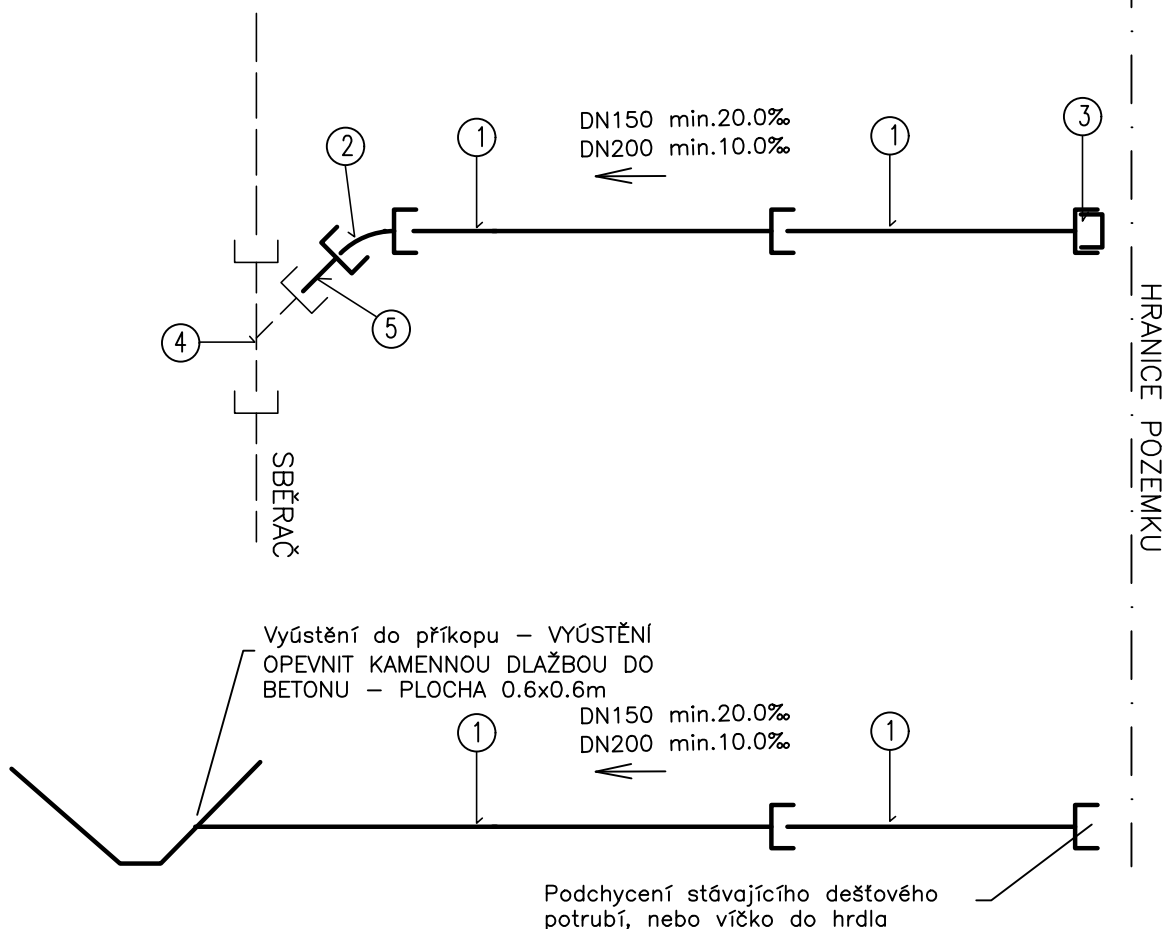 3
DN150 min.20.0‰
DN200 min.10.0‰
1
1
2
5
4
HRANICE POZEMKU
SBĚRAČ
Vyústění do příkopu – VYÚSTĚNÍ
OPEVNIT KAMENNOU DLAŽBOU DO
BETONU – PLOCHA 0.6x0.6m
DN150 min.20.0‰
DN200 min.10.0‰
1
1
Podchycení stávajícího dešťového
potrubí, nebo víčko do hrdla